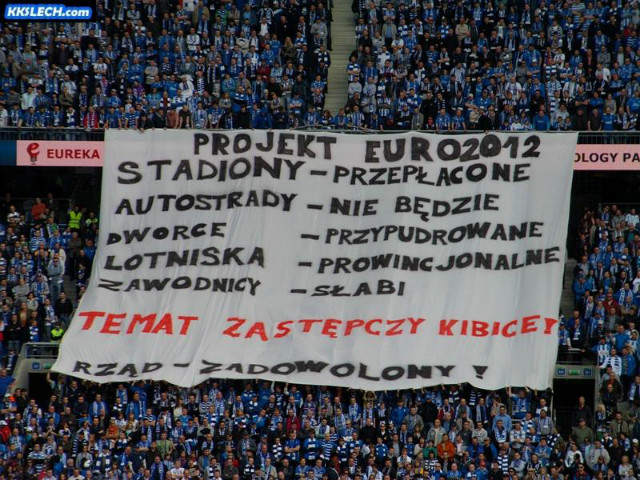 KKSLECH.com
PROJEKT EURO2012
STADIONY - PRZEPŁACONE
AUTOSTRADY - NIE BĘDZIE
DWORCE - PRZYPUDROWANE
LOTNISKA - PROWINCJONALNE
ZAWODNICY - SŁABI
TEMAT ZASTĘPCZY KIBICE!
RZĄD - ZADOWOLONY!
EUREKA
OLOGY PA